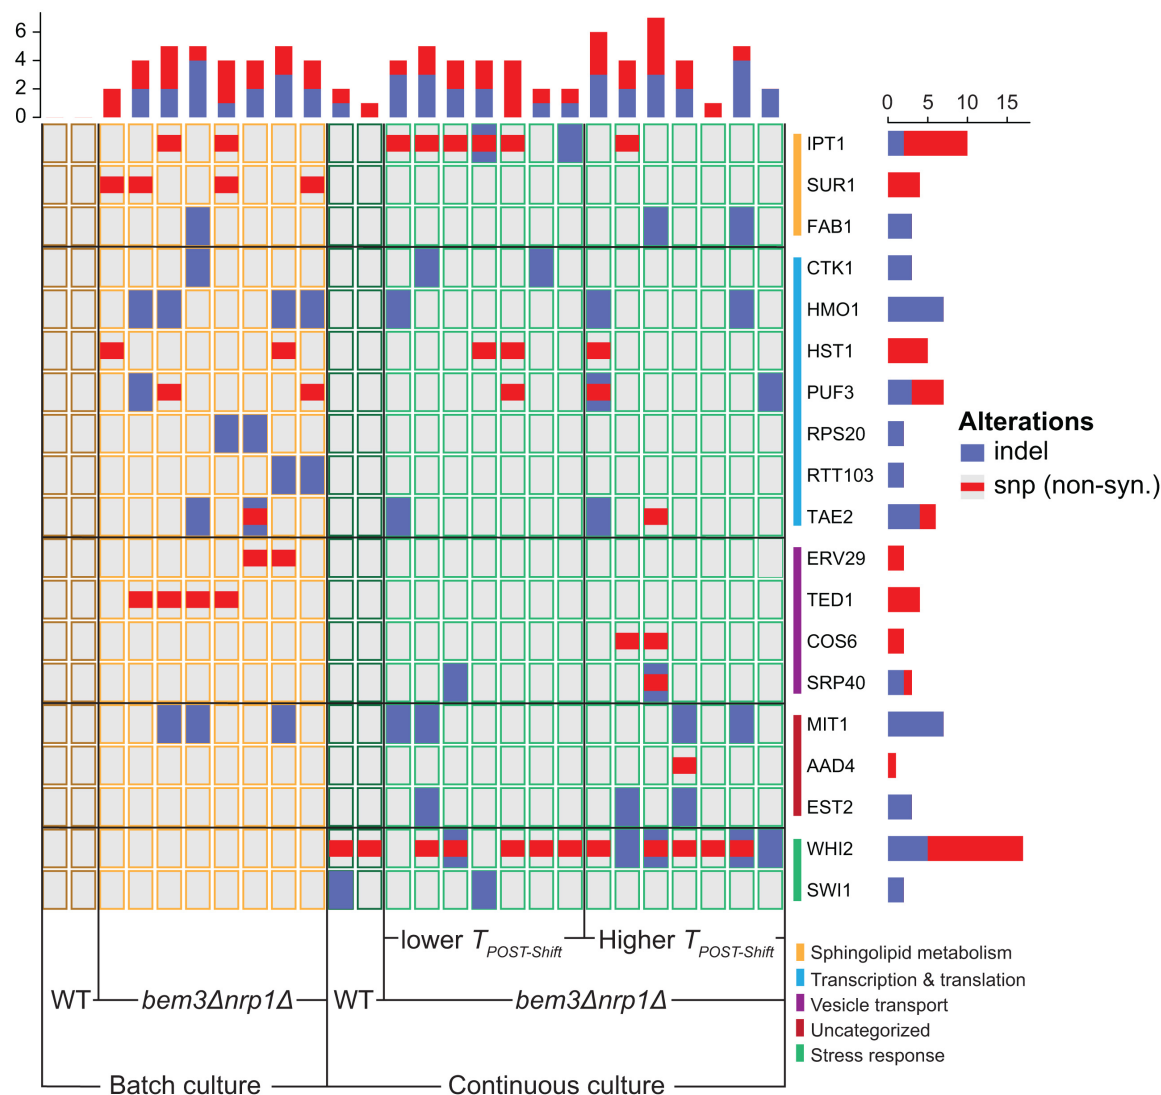 6
4
2
0
0 5 10 15
IPT1
SUR1
FAB1
CTK1
HMO1
HST1
PUF3
RPS20
RTT103
TAE2
ERV29
TED1
COS6
SRP40
MIT1
AAD4
EST2
WHI2
SWI1
Alterations
indel
snp (non-syn.)
lower T POST-Shift Higher T POST-Shift
WT bem3Δnrp1Δ WT bem3Δnrp1Δ
Batch culture Continuous culture
Sphingolipid metabolism
Transcription & translation
Vesicle transport
Uncategorized
Stress response